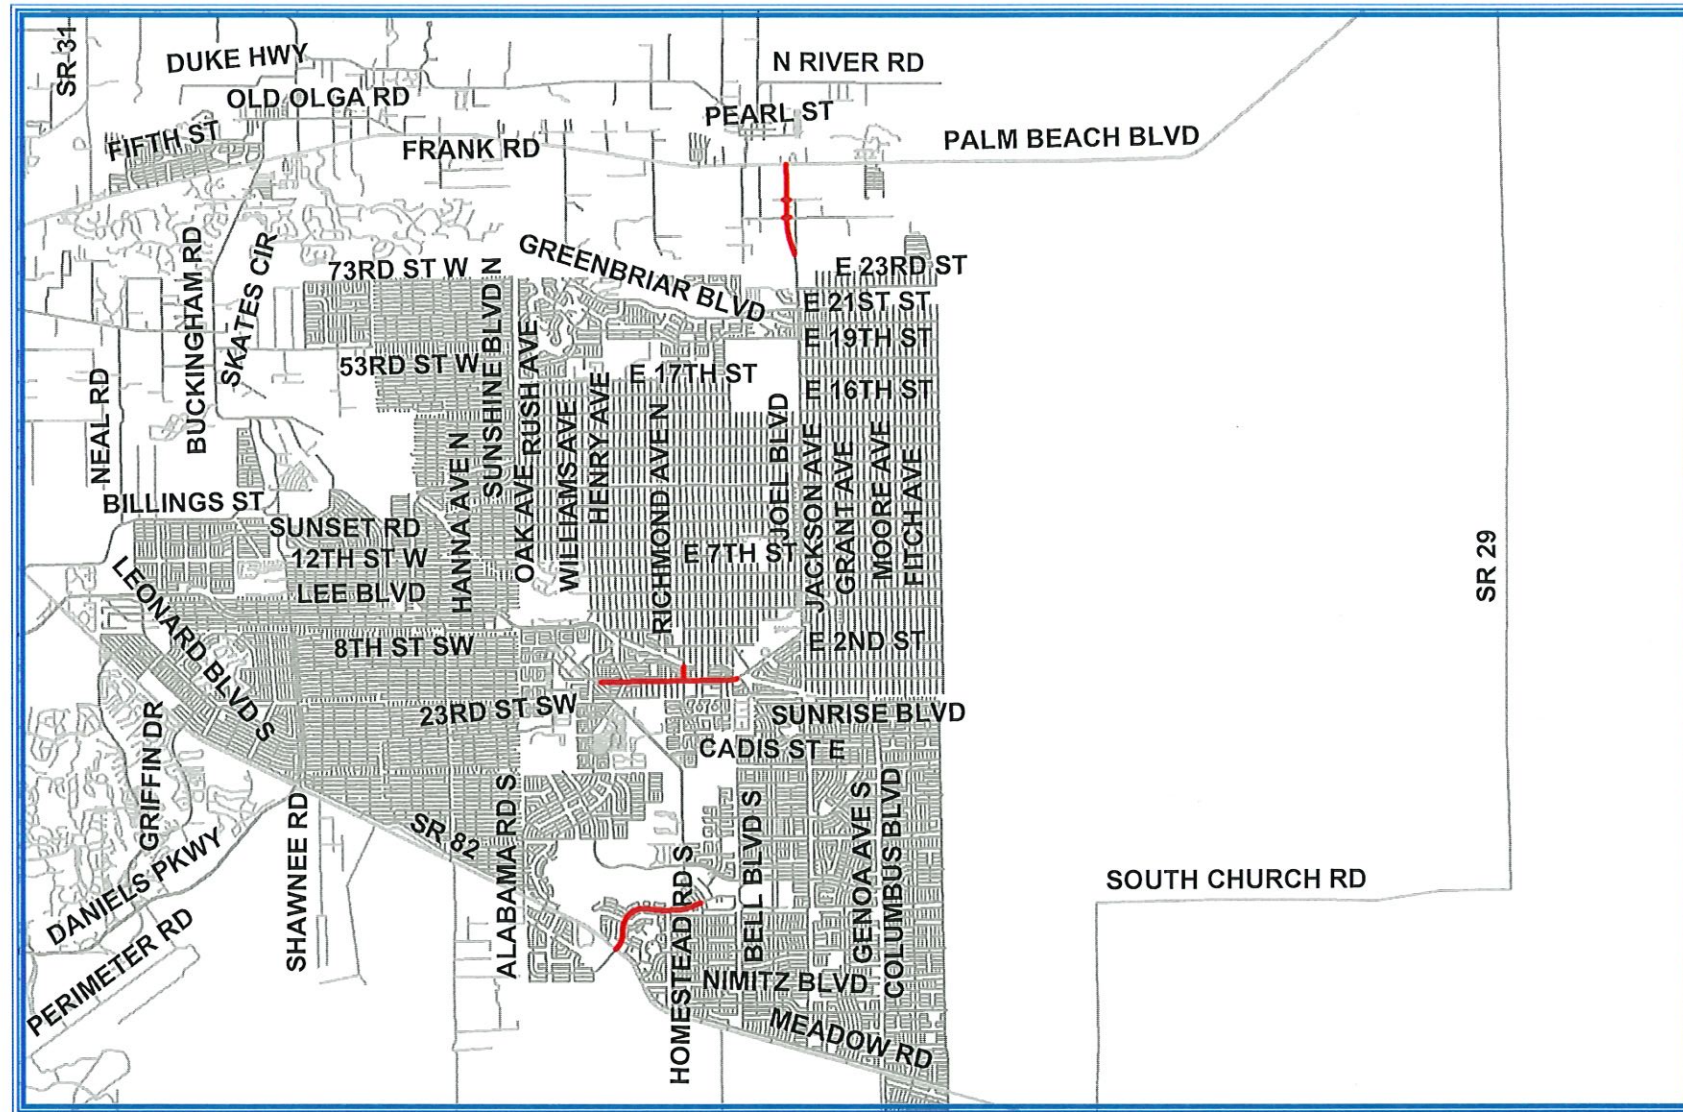 SR 31
DUKE HWY
N RIVER RD
OLD OLGA RD
PEARL ST
FIFTH ST
FRANK RD
PALM BEACH BLVD
BUCKINGHAM RD
SKATES CIR
73RD ST W
SUNSHINE BLVD N
GREENBRIAR BLVD
E 23RD ST
E 21ST ST
E 19TH ST
53RD ST W
RUSH AVE
E 17TH ST
E 16TH ST
NEAL RD
HANNA AVE N
OAK AVE
WILLIAMS AVE
HENRY AVE
RICHMOND AVE N
JOEL BLVD
JACKSON AVE
GRANT AVE
MOORE AVE
FITCH AVE
BILLINGS ST
SUNSET RD
12TH ST W
E 7TH ST
LEE BLVD
SR 29
LEONARD BLVD S
8TH ST SW
E 2ND ST
23RD ST SW
SUNRISE BLVD
CADIS ST E
GRIFFIN DR
SHAWNEE RD
SR 82
ALABAMA RD S
HOMESTEAD RD S
BELL BLVD S
GENOA AVE S
COLUMBUS BLVD
SOUTH CHURCH RD
DANIELS PKWY
PERIMETER RD
NIMITZ BLVD
MEADOW RD